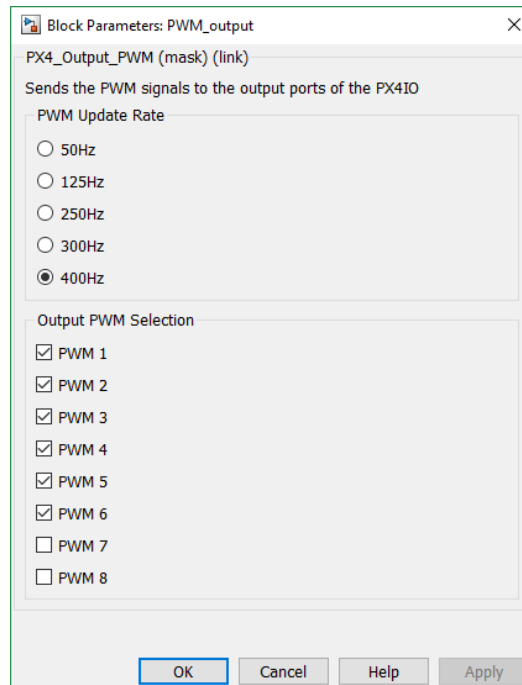 Block Parameters: PWM_output
PX4_Output_PWM (mask) (link)
Sends the PWM signals to the output ports of the PX4IO
PWM Update Rate
50Hz
125Hz
250Hz
300Hz
400Hz
Output PWM Selection
PWM 1
PWM 2
PWM 3
PWM 4
PWM 5
PWM 6
PWM 7
PWM 8
OK Cancel Help Apply